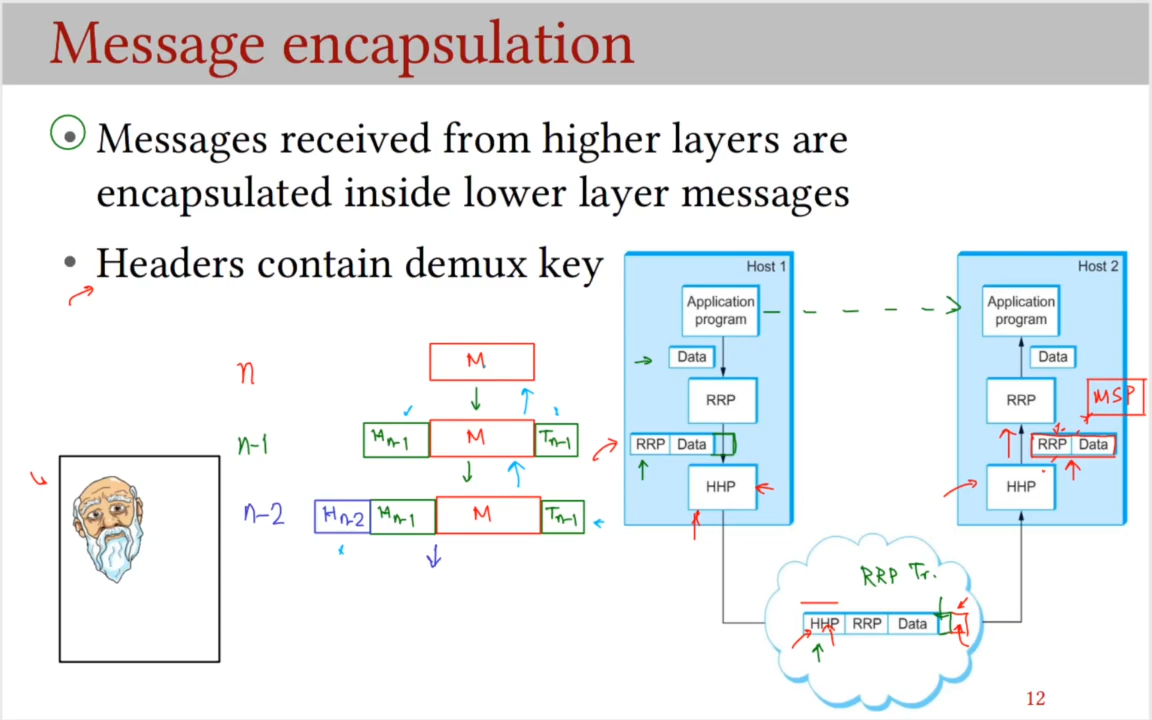 Message encapsulation
Messages received from higher layers are
encapsulated inside lower layer messages
Headers contain demux key
n
M
n-1
Hn-1 M Tn-1
n-2
Hn-2 Hn-1 M Tn-1
Host 1
Application
program
Data
RRP
RRP Data
HHP
Host 2
Application
program
Data
RRP
MSP
RRP Data
HHP
RRP Tr.
HHP RRP Data
12